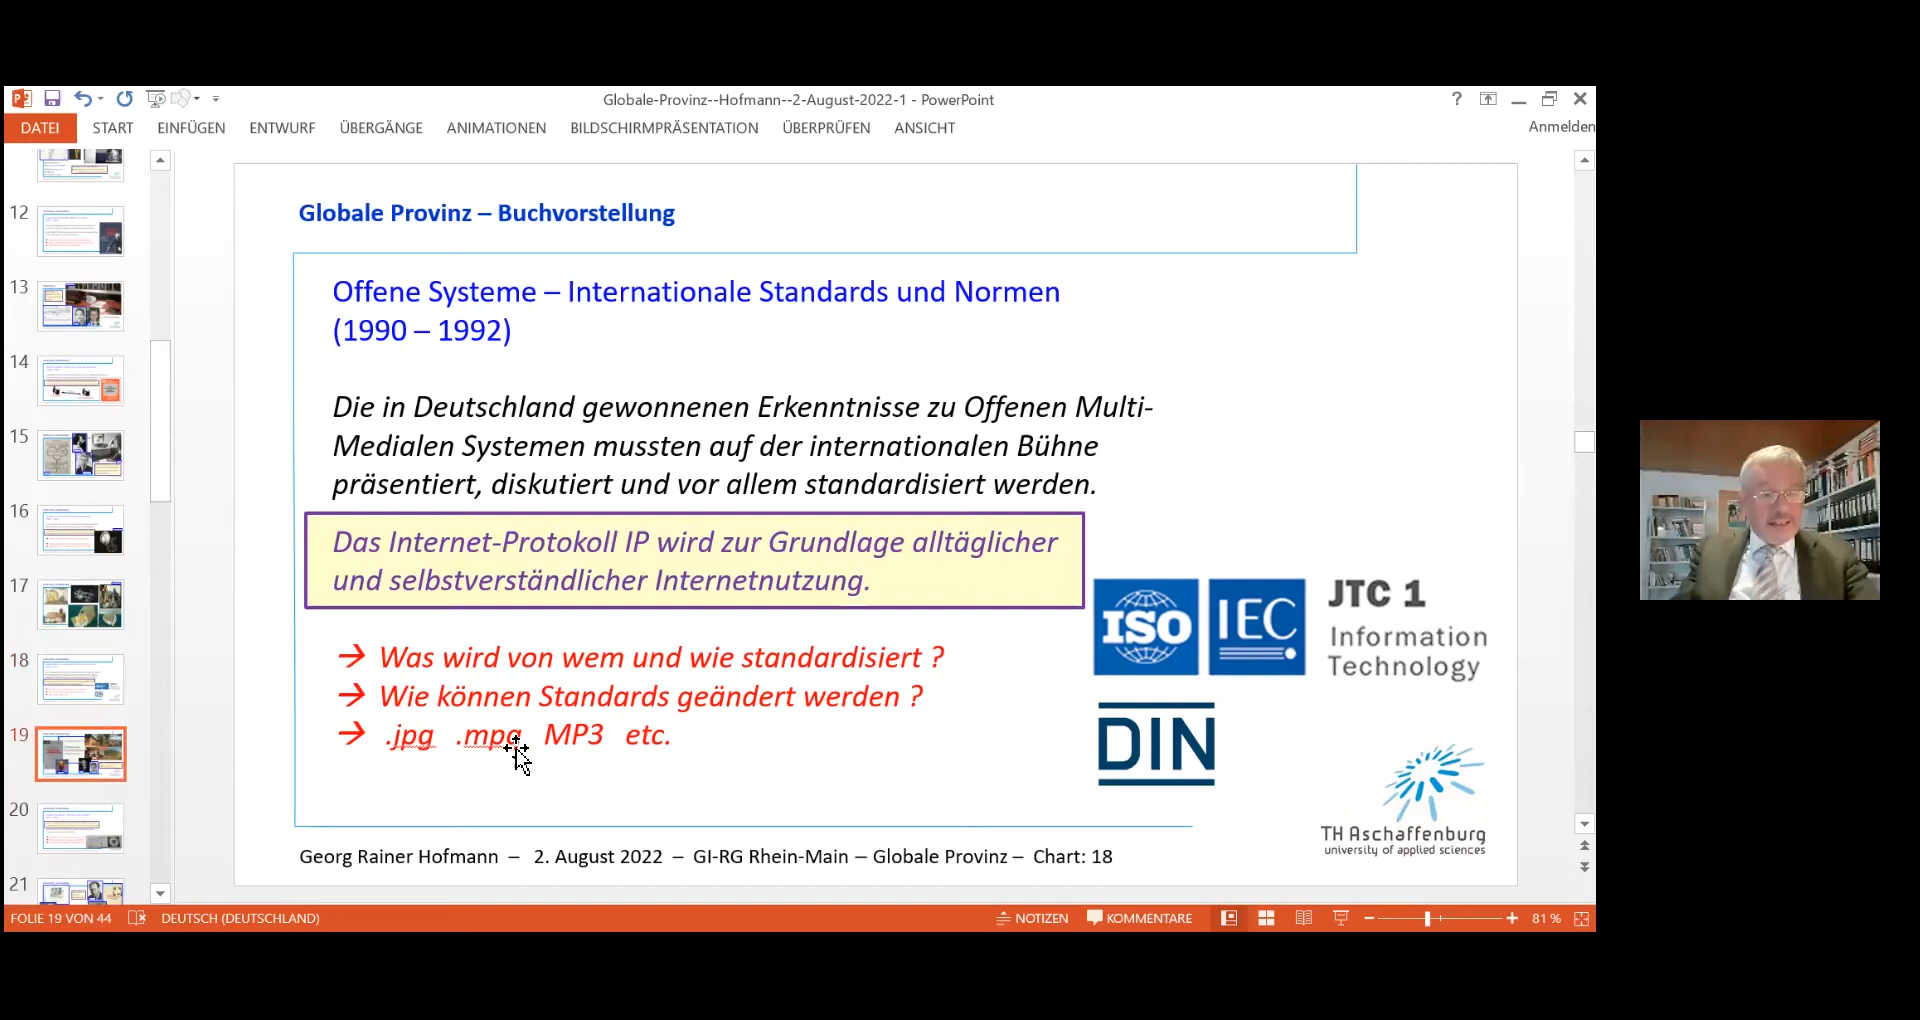 Globale-Provinz--Hofmann--2-August-2022-1 - PowerPoint
DATEI START EINFÜGEN ENTWURF ÜBERGÄNGE ANIMATIONEN BILDSCHIRMPRÄSENTATION ÜBERPRÜFEN ANSICHT Anmelden
12
13
14
15
16
17
18
19
20
21
Globale Provinz – Buchvorstellung
Offene Systeme – Internationale Standards und Normen
(1990 – 1992)
Die in Deutschland gewonnenen Erkenntnisse zu Offenen Multi-
Medialen Systemen mussten auf der internationalen Bühne
präsentiert, diskutiert und vor allem standardisiert werden.
Das Internet-Protokoll IP wird zur Grundlage alltäglicher
und selbstverständlicher Internetnutzung.
→ Was wird von wem und wie standardisiert ?
→ Wie können Standards geändert werden ?
→ .jpg .mpg MP3 etc.
ISO IEC JTC 1
Information
Technology
DIN
TH Aschaffenburg
university of applied sciences
Georg Rainer Hofmann – 2. August 2022 – GI-RG Rhein-Main – Globale Provinz – Chart: 18
FOLIE 19 VON 44 DEUTSCH (DEUTSCHLAND) NOTIZEN KOMMENTARE 81 %